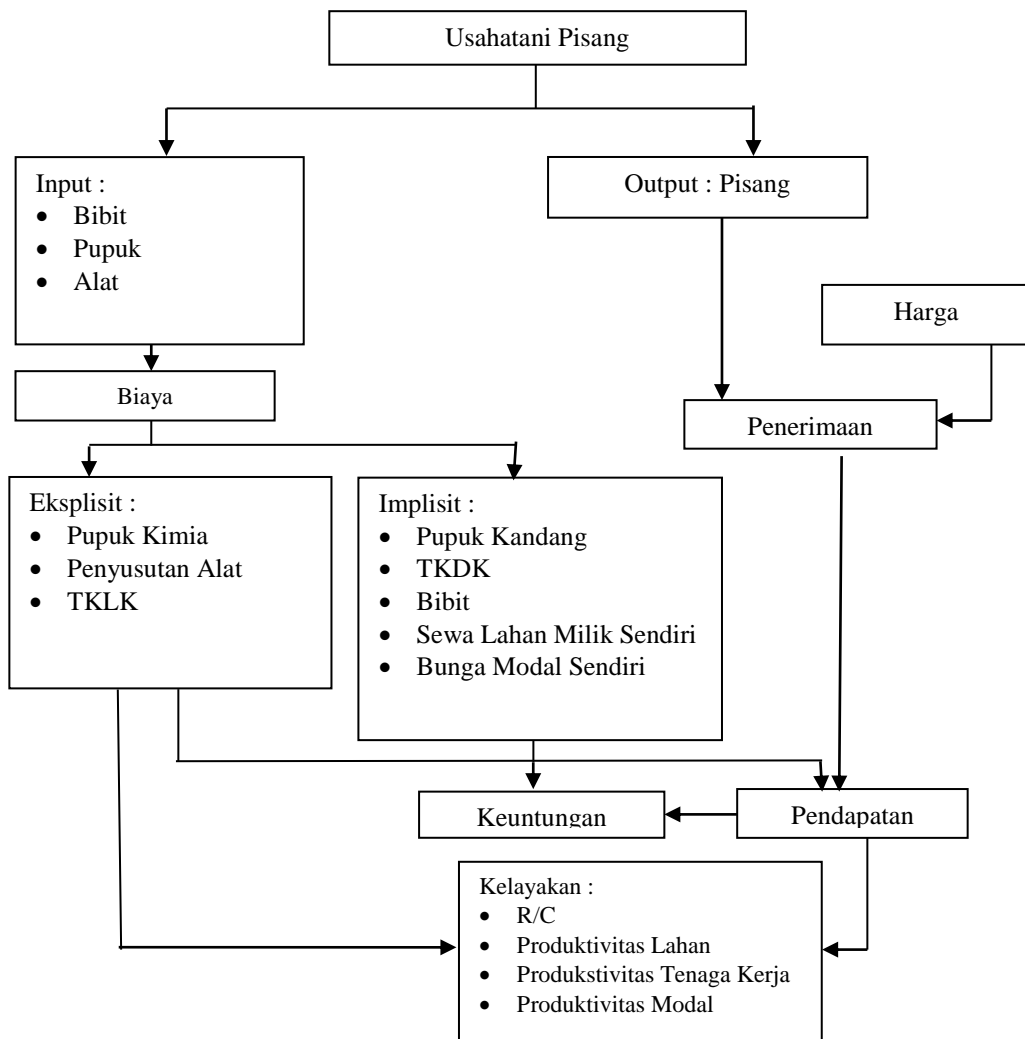 Usahatani Pisang
Input :
• Bibit
• Pupuk
• Alat
Output : Pisang
Harga
Biaya
Penerimaan
Eksplisit :
• Pupuk Kimia
• Penyusutan Alat
• TKLK
Implisit :
• Pupuk Kandang
• TKDK
• Bibit
• Sewa Lahan Milik Sendiri
• Bunga Modal Sendiri
Keuntungan
Pendapatan
Kelayakan :
• R/C
• Produktivitas Lahan
• Produkstivitas Tenaga Kerja
• Produktivitas Modal